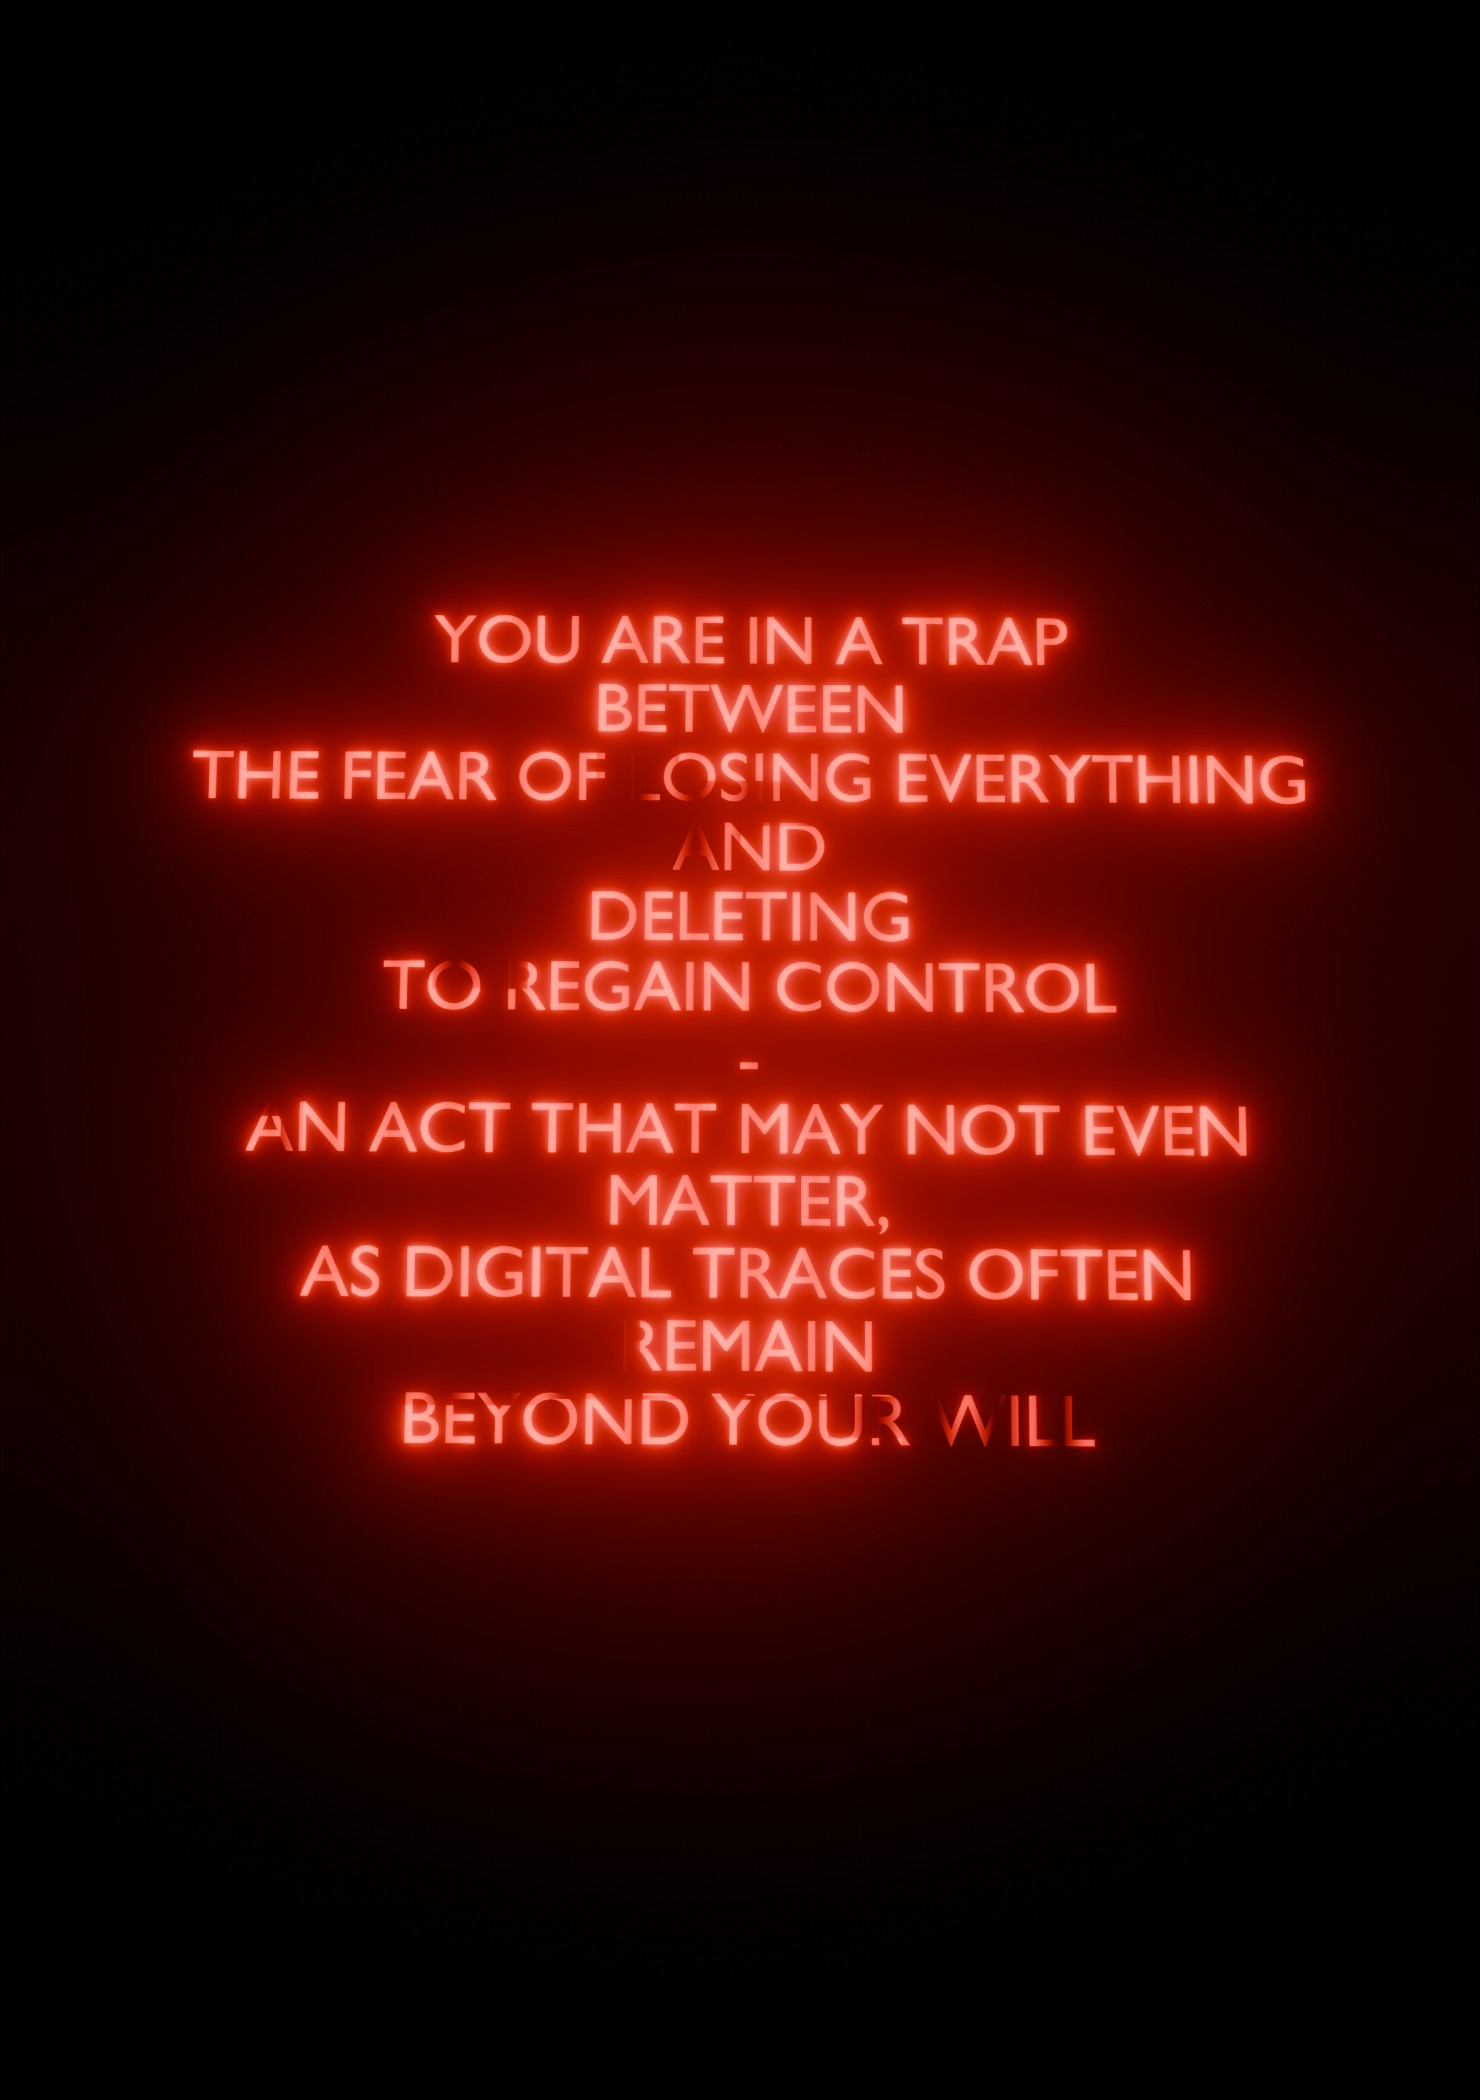 YOU ARE IN A TRAP
BETWEEN
THE FEAR OF LOSING EVERYTHING
AND
DELETING
TO REGAIN CONTROL
-
AN ACT THAT MAY NOT EVEN
MATTER,
AS DIGITAL TRACES OFTEN
REMAIN
BEYOND YOUR WILL